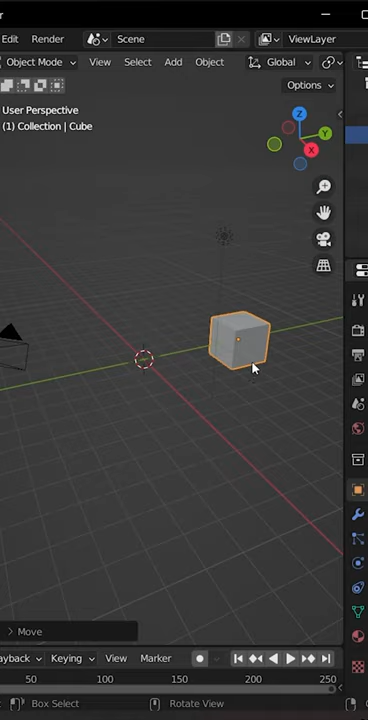 r
Edit Render Scene ViewLayer
Object Mode View Select Add Object Global
Options
User Perspective
(1) Collection | Cube
Z
Y
X
Move
ayback Keying View Marker
50 100 150 200 250
Box Select Rotate View